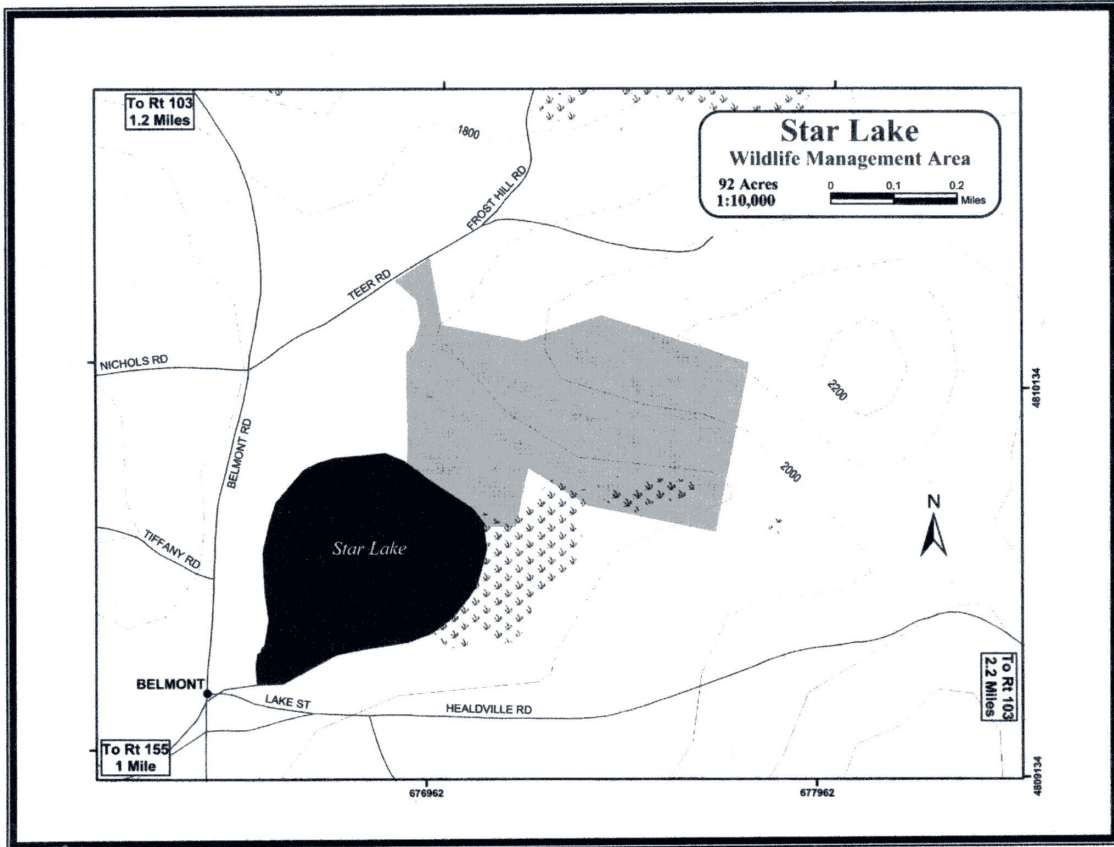 To Rt 103
1.2 Miles
1800
Star Lake
Wildlife Management Area
92 Acres
1:10,000
0 0.1 0.2
Miles
FROST HILL RD
TEER RD
NICHOLS RD
BELMONT RD
2200
4810134
2000
N
TIFFANY RD
Star Lake
BELMONT
LAKE ST
HEALDVILLE RD
To Rt 103
2.2 Miles
To Rt 155
1 Mile
676962
677962
4809134